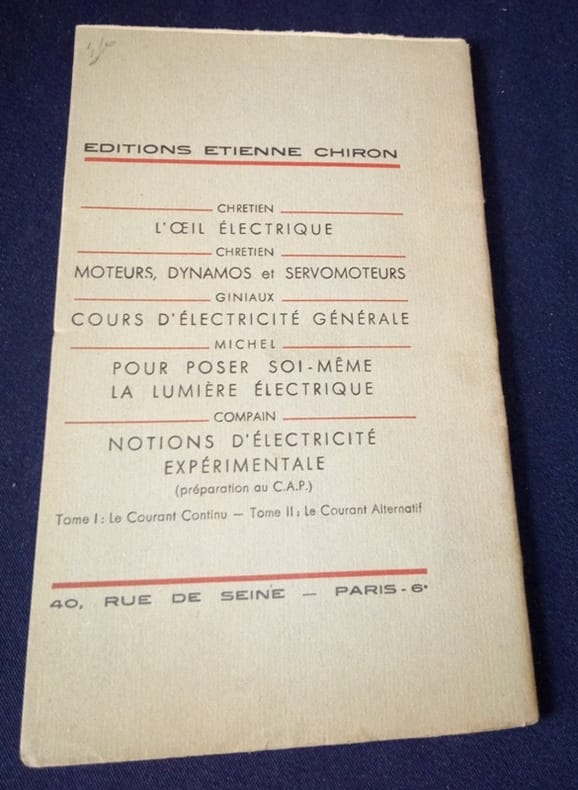 EDITIONS ETIENNE CHIRON
CHRETIEN
L'ŒIL ÉLECTRIQUE
CHRETIEN
MOTEURS, DYNAMOS et SERVOMOTEURS
GINIAUX
COURS D'ÉLECTRICITÉ GÉNÉRALE
MICHEL
POUR POSER SOI-MÊME
LA LUMIÈRE ÉLECTRIQUE
COMPAIN
NOTIONS D'ÉLECTRICITÉ
EXPÉRIMENTALE
(préparation au C.A.P.)
Tome I : Le Courant Continu — Tome II : Le Courant Alternatif
40, RUE DE SEINE — PARIS-6ᵉ